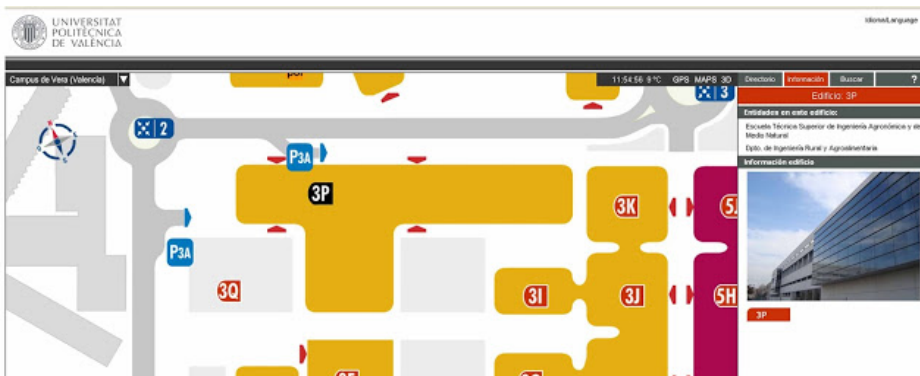 UNIVERSITAT
POLITÈCNICA
DE VALÈNCIA
Idioma/Language
Campus de Vera (Valencia)
11:54:56 9°C GPS MAPS 3D
Directorio Información Buscar ?
Edificio: 3P
Entidades en este edificio:
Escuela Técnica Superior de Ingeniería Agronómica y del
Medio Natural
Dpto. de Ingeniería Rural y Agroalimentaria
Información edificio
3P
2
3
P3A
3P
3K
5J
P3A
3Q
3I
3J
5H